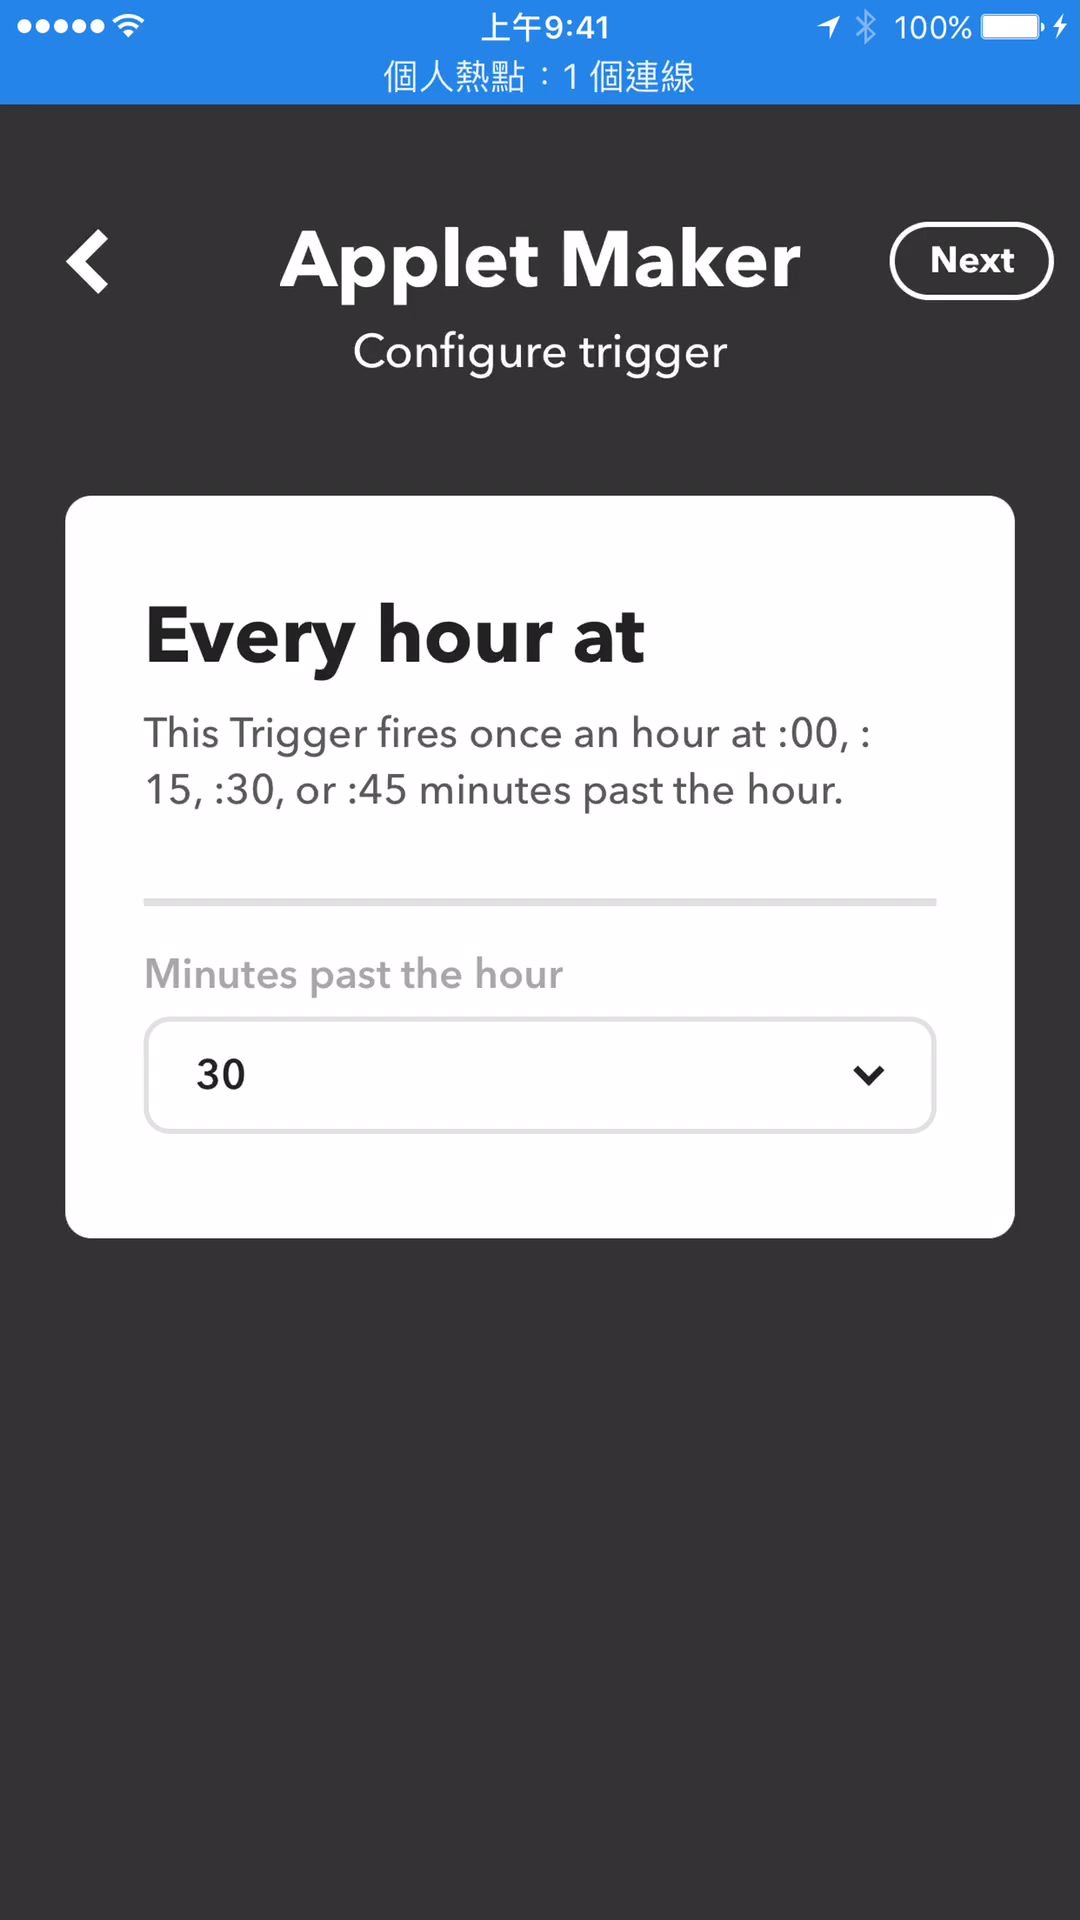 上午9:41
100%
個人熱點：1 個連線
Applet Maker
Next
Configure trigger
Every hour at
This Trigger fires once an hour at :00, :
15, :30, or :45 minutes past the hour.
Minutes past the hour
30